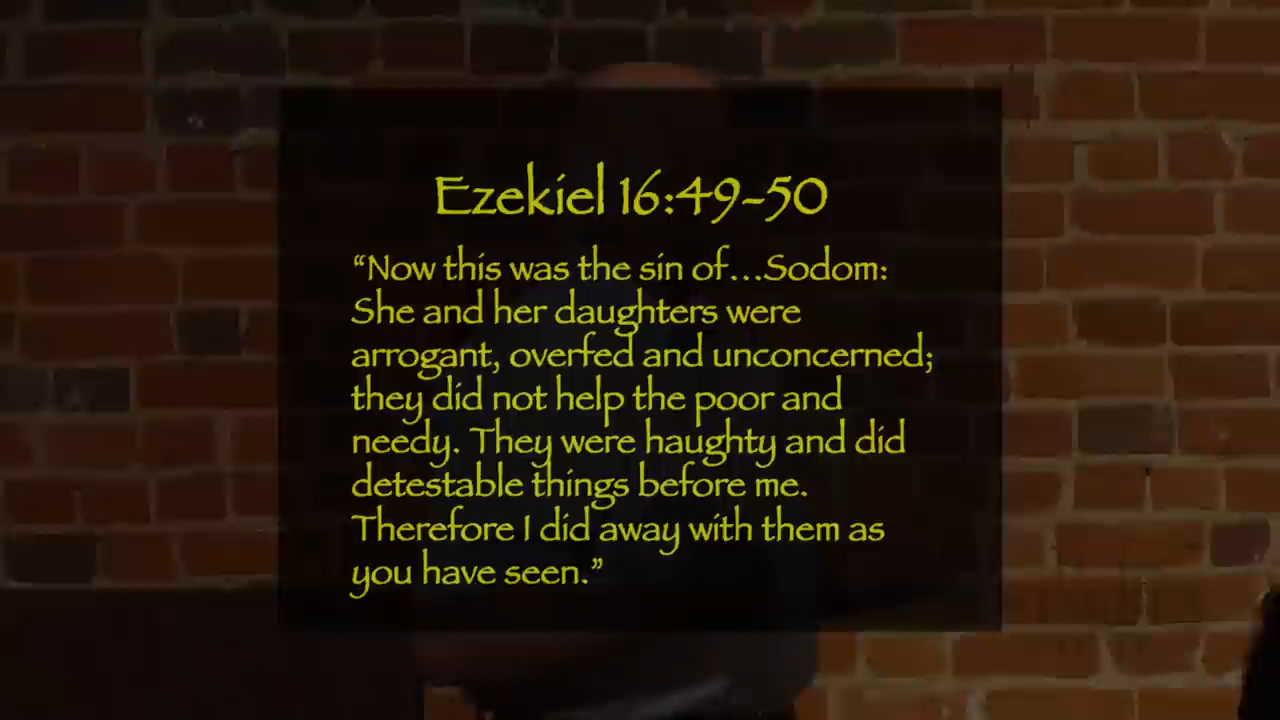 Ezekiel 16:49-50
“Now this was the sin of...Sodom:
She and her daughters were
arrogant, overfed and unconcerned;
they did not help the poor and
needy. They were haughty and did
detestable things before me.
Therefore I did away with them as
you have seen.”